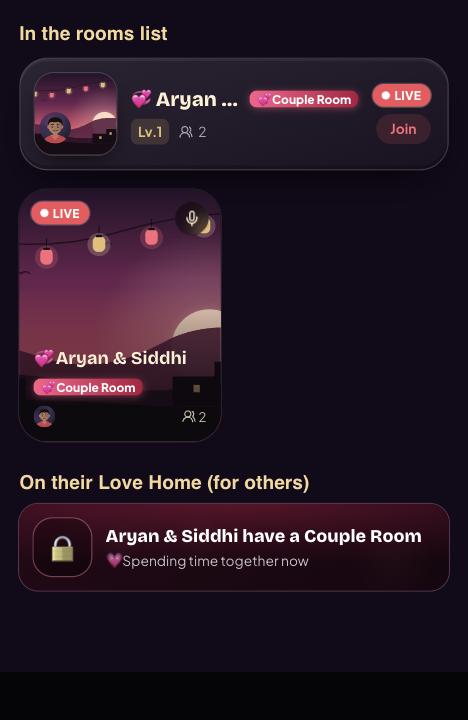 In the rooms list
💞 Aryan ... 💞Couple Room LIVE
Lv.1 2 Join
LIVE
💞Aryan & Siddhi
💞Couple Room
2
On their Love Home (for others)
Aryan & Siddhi have a Couple Room
💗Spending time together now